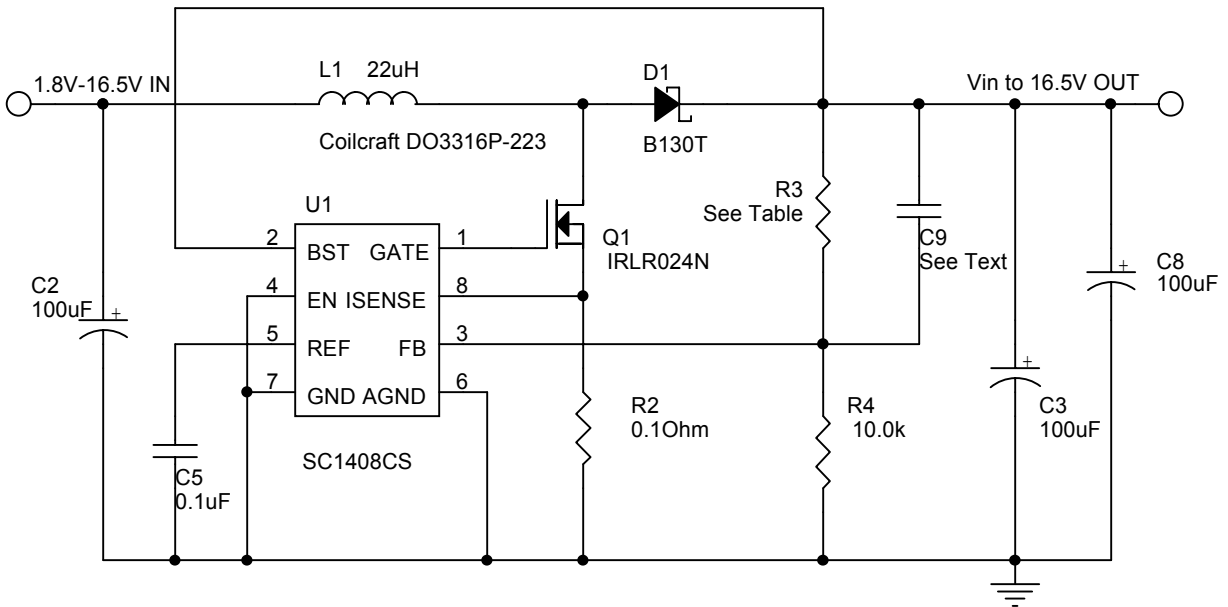 1.8V-16.5V IN
L1 22uH
Coilcraft DO3316P-223
D1
B130T
Vin to 16.5V OUT
R3
See Table
C9
See Text
C8
100uF
+
U1
2 BST GATE 1
4 EN ISENSE 8
5 REF FB 3
7 GND AGND 6
SC1408CS
Q1
IRLR024N
C2
100uF
+
C5
0.1uF
R2
0.1Ohm
R4
10.0k
+
C3
100uF